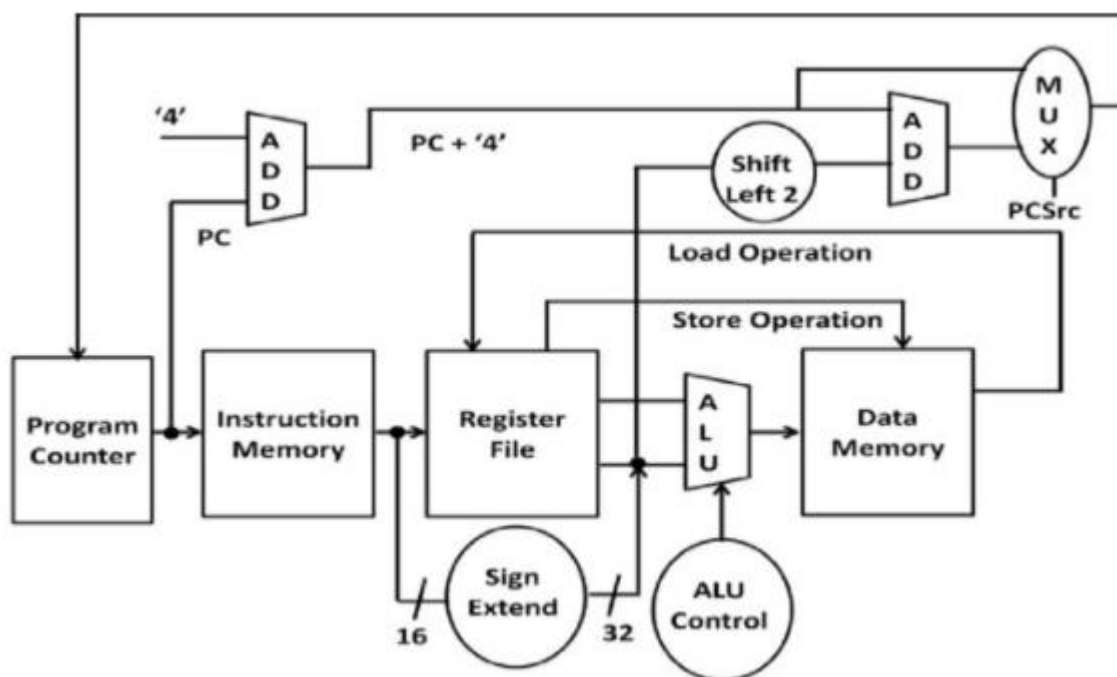 '4'
A
D
D
PC + '4'
PC
Shift
Left 2
A
D
D
M
U
X
PCSrc
Load Operation
Store Operation
Program
Counter
Instruction
Memory
Register
File
A
L
U
Data
Memory
Sign
Extend
16
32
ALU
Control